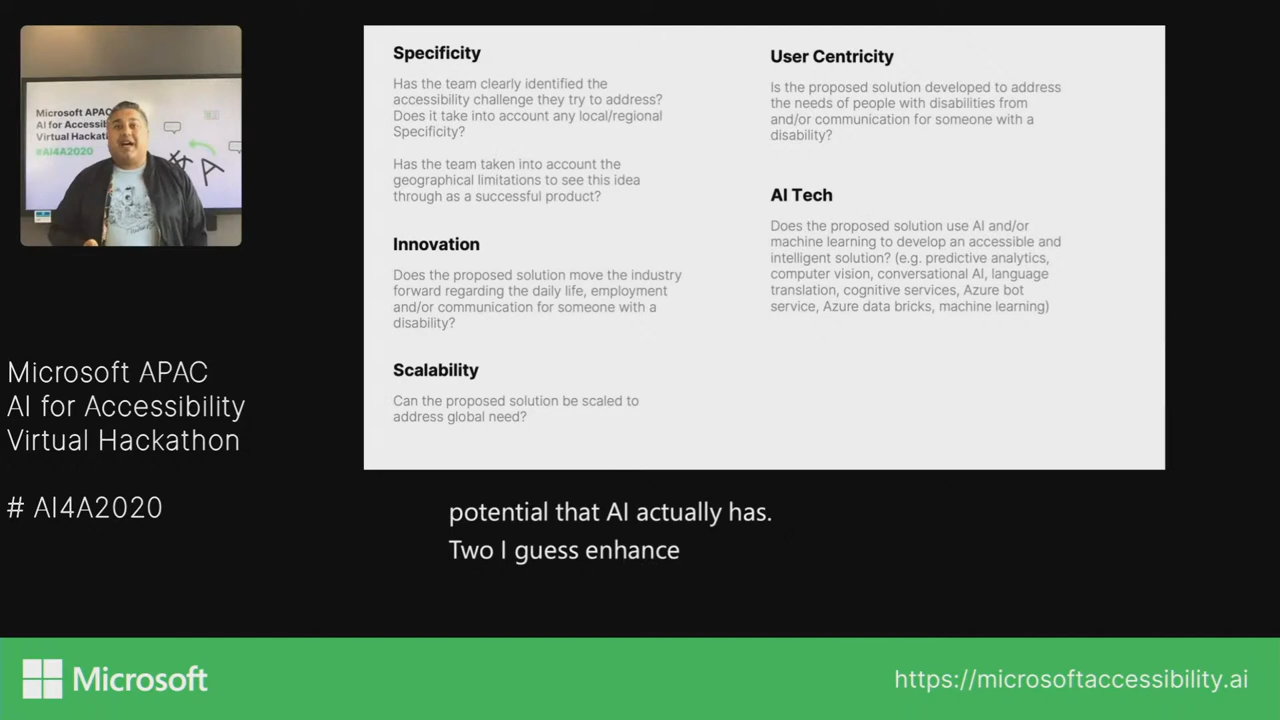 Microsoft APAC
AI for Accessib
Virtual Hackat
#AI4A2020
A
Microsoft APAC
AI for Accessibility
Virtual Hackathon
# AI4A2020
Specificity
Has the team clearly identified the
accessibility challenge they try to address?
Does it take into account any local/regional
Specificity?
Has the team taken into account the
geographical limitations to see this idea
through as a successful product?
Innovation
Does the proposed solution move the industry
forward regarding the daily life, employment
and/or communication for someone with a
disability?
Scalability
Can the proposed solution be scaled to
address global need?
User Centricity
Is the proposed solution developed to address
the needs of people with disabilities from
and/or communication for someone with a
disability?
AI Tech
Does the proposed solution use AI and/or
machine learning to develop an accessible and
intelligent solution? (e.g. predictive analytics,
computer vision, conversational AI, language
translation, cognitive services, Azure bot
service, Azure data bricks, machine learning)
potential that AI actually has.
Two I guess enhance
Microsoft
https://microsoftaccessibility.ai